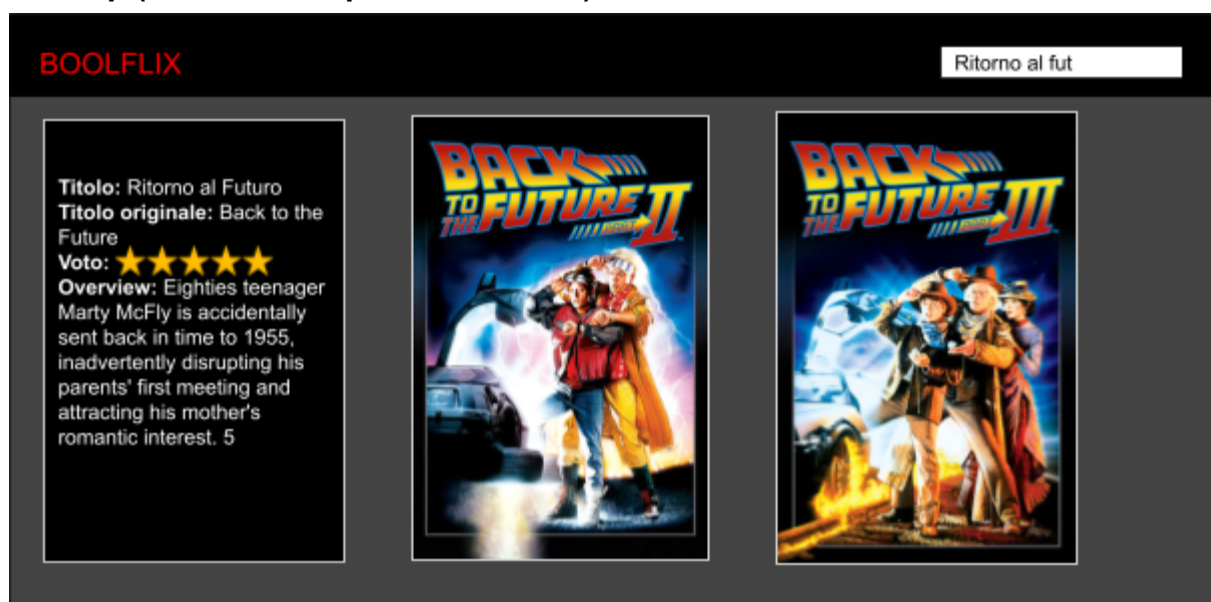 BOOLFLIX
Ritorno al fut
Titolo: Ritorno al Futuro
Titolo originale: Back to the
Future
Voto:
Overview: Eighties teenager
Marty McFly is accidentally
sent back in time to 1955,
inadvertently disrupting his
parents' first meeting and
attracting his mother's
romantic interest. 5
BACK
TO
THE FUTURE
PART II
BACK
TO
THE FUTURE
PART III